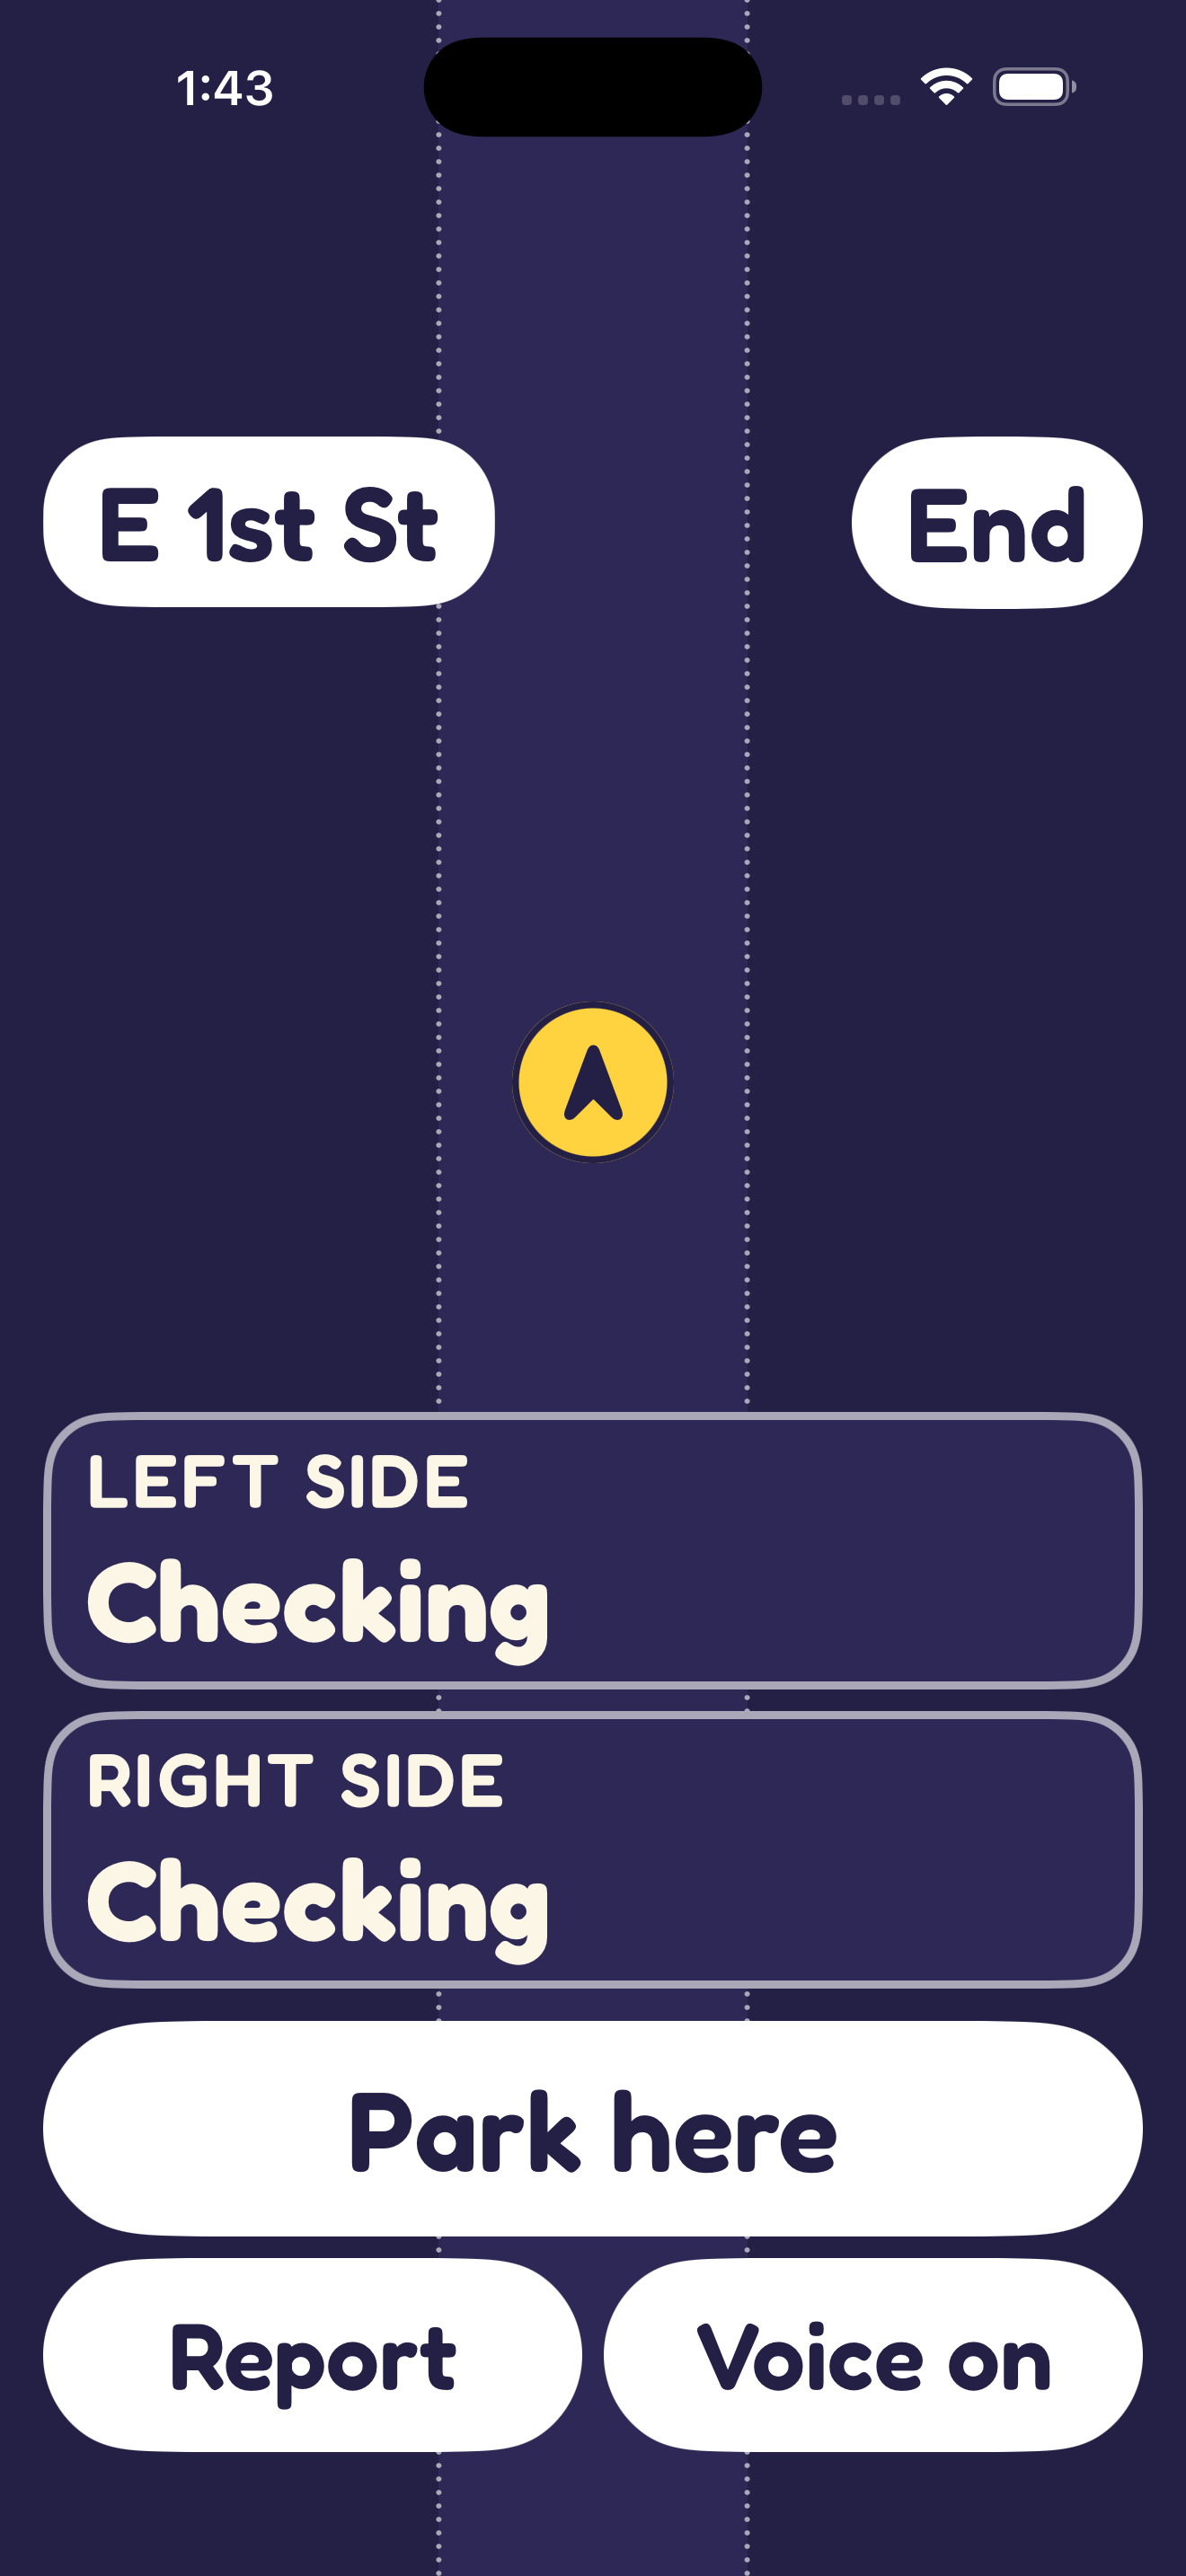 1:43
E 1st St
End
LEFT SIDE
Checking
RIGHT SIDE
Checking
Park here
Report
Voice on